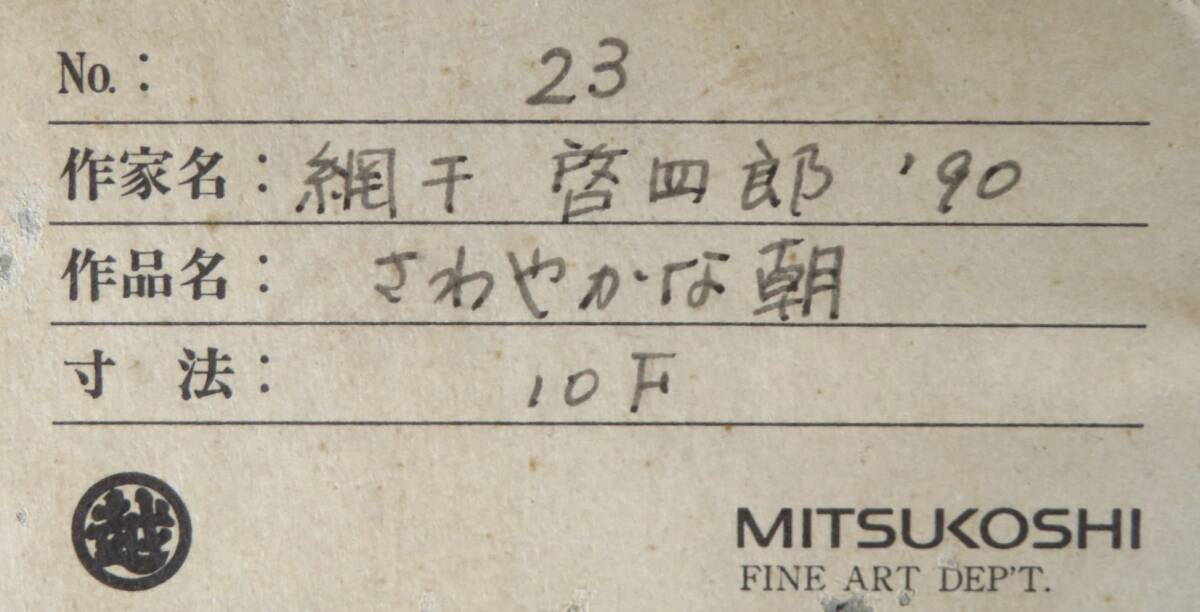 No.: 23
作家名: 網干 啓四郎 '90
作品名: さわやかな朝
寸 法: 10F
越
MITSUKOSHI
FINE ART DEP'T.